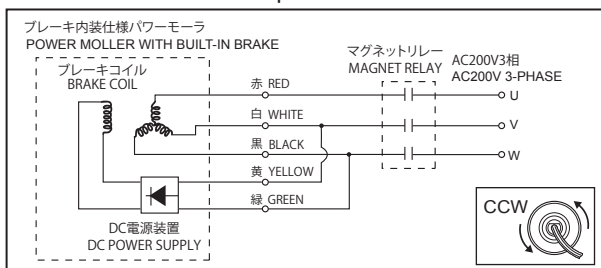 ブレーキ内装仕様パワーモーラ
POWER MOLLER WITH BUILT-IN BRAKE
マグネットリレー
MAGNET RELAY
AC200V3相
AC200V 3-PHASE
ブレーキコイル
BRAKE COIL
赤 RED
U
白 WHITE
V
黒 BLACK
W
黄 YELLOW
緑 GREEN
DC電源装置
DC POWER SUPPLY
CCW